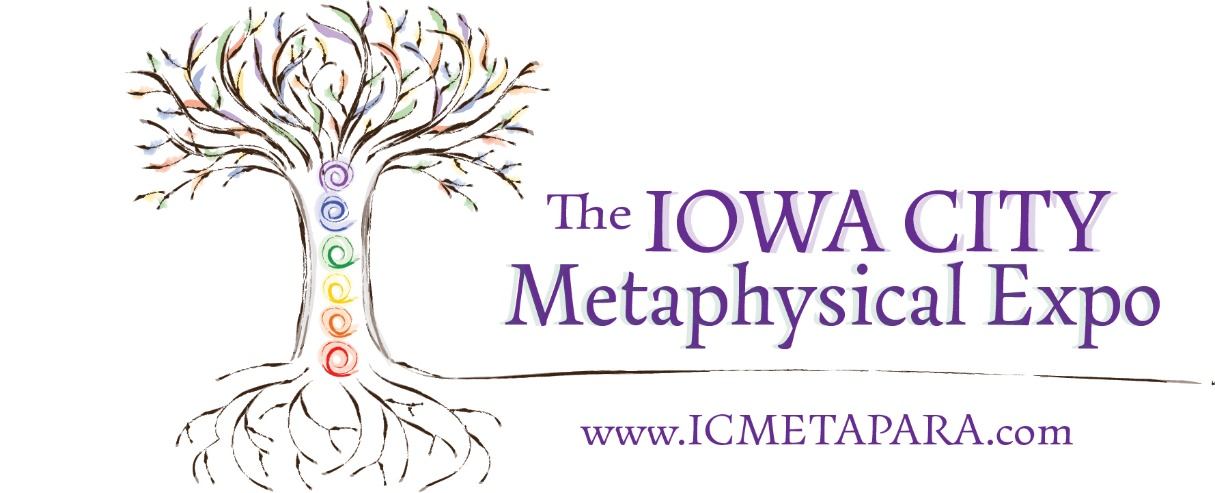 The IOWA CITY
Metaphysical Expo
www.ICMETAPARA.com